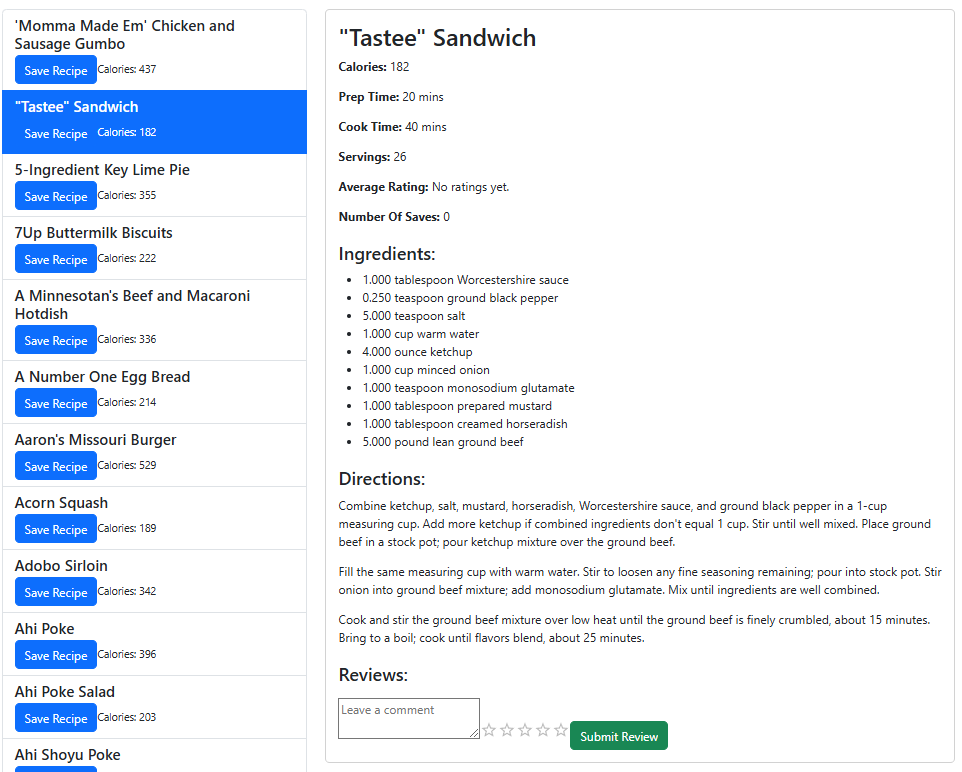 'Momma Made Em' Chicken and
Sausage Gumbo
Save Recipe Calories: 437
"Tastee" Sandwich
Save Recipe Calories: 182
5-Ingredient Key Lime Pie
Save Recipe Calories: 355
7Up Buttermilk Biscuits
Save Recipe Calories: 222
A Minnesotan's Beef and Macaroni
Hotdish
Save Recipe Calories: 336
A Number One Egg Bread
Save Recipe Calories: 214
Aaron's Missouri Burger
Save Recipe Calories: 529
Acorn Squash
Save Recipe Calories: 189
Adobo Sirloin
Save Recipe Calories: 342
Ahi Poke
Save Recipe Calories: 396
Ahi Poke Salad
Save Recipe Calories: 203
Ahi Shoyu Poke
"Tastee" Sandwich
Calories: 182
Prep Time: 20 mins
Cook Time: 40 mins
Servings: 26
Average Rating: No ratings yet.
Number Of Saves: 0
Ingredients:
• 1.000 tablespoon Worcestershire sauce
• 0.250 teaspoon ground black pepper
• 5.000 teaspoon salt
• 1.000 cup warm water
• 4.000 ounce ketchup
• 1.000 cup minced onion
• 1.000 teaspoon monosodium glutamate
• 1.000 tablespoon prepared mustard
• 1.000 tablespoon creamed horseradish
• 5.000 pound lean ground beef
Directions:
Combine ketchup, salt, mustard, horseradish, Worcestershire sauce, and ground black pepper in a 1-cup
measuring cup. Add more ketchup if combined ingredients don't equal 1 cup. Stir until well mixed. Place ground
beef in a stock pot; pour ketchup mixture over the ground beef.
Fill the same measuring cup with warm water. Stir to loosen any fine seasoning remaining; pour into stock pot. Stir
onion into ground beef mixture; add monosodium glutamate. Mix until ingredients are well combined.
Cook and stir the ground beef mixture over low heat until the ground beef is finely crumbled, about 15 minutes.
Bring to a boil; cook until flavors blend, about 25 minutes.
Reviews:
Leave a comment
Submit Review